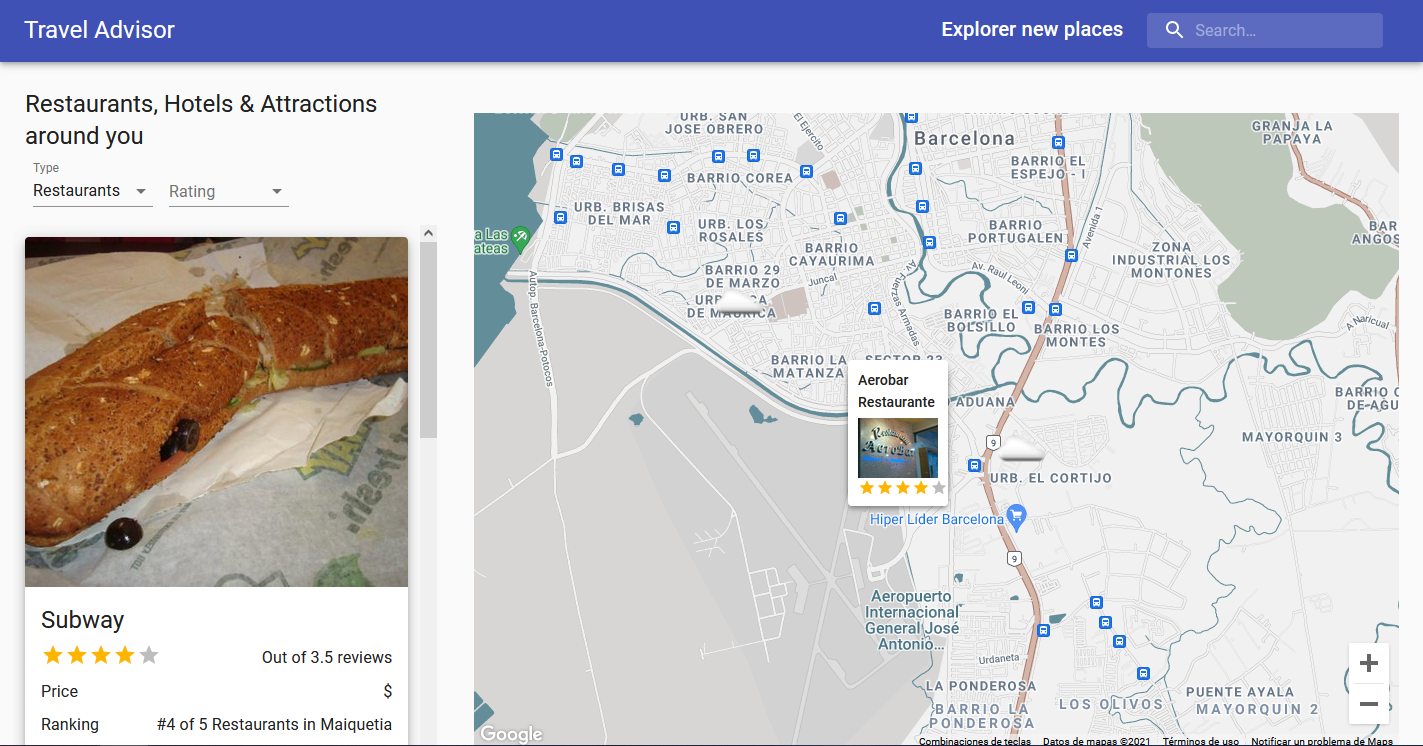 Travel Advisor
Explorer new places
Search...
Restaurants, Hotels & Attractions
around you
Type
Restaurants
Rating
Subway
Out of 3.5 reviews
Price
$
Ranking
#4 of 5 Restaurants in Maiquetia
URB. SAN
JOSE OBRERO
El Ejercito
Barcelona
GRANJA LA
PAPAYA
BARRIO COREA
BARRIO EL
ESPEJO - I
URB. BRISAS
DEL MAR
URB. LOS
ROSALES
BARRIO
CAYAURIMA
BARRIO
PORTUGALEN
Avenida 1
BAR
ANGOS
ZONA
INDUSTRIAL LOS
MONTONES
a Las
ateas
BARRIO 29
DE MARZO
Juncal
Av. Fuerzas Armadas
Av. Raul Leoni
Autop. Barcelona-Potocos
DE MAURICA
BARRIO EL
BOLSILLO
BARRIO LOS
MONTES
A Naricual
BARRIO LA
MATANZA
SECTOR 23
Aerobar
Restaurante
Restaurante
AeroBar
ADUANA
BARRIO C
DE AGU
9
MAYORQUIN 3
URB. EL CORTIJO
Hiper Líder Barcelona
9
Aeropuerto
Internacional
General José
Antonio...
Urdaneta
LA PONDEROSA
BARRIO LA
PONDEROSA
LOS OLIVOS
PUENTE AYALA
MAYORQUIN 2
+
−
Google
Combinaciones de teclas
Datos de mapas ©2021
Términos de uso
Notificar un problema de Maps